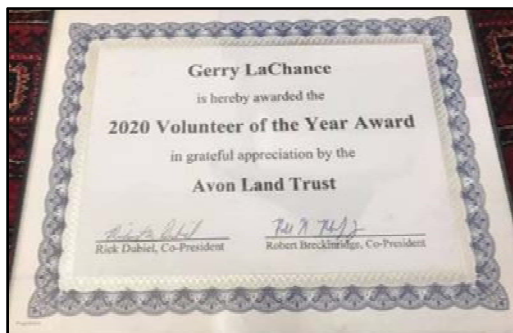 Gerry LaChance
is hereby awarded the
2020 Volunteer of the Year Award
in grateful appreciation by the
Avon Land Trust
Rick Dubiel, Co-President
Robert Breckinridge, Co-President